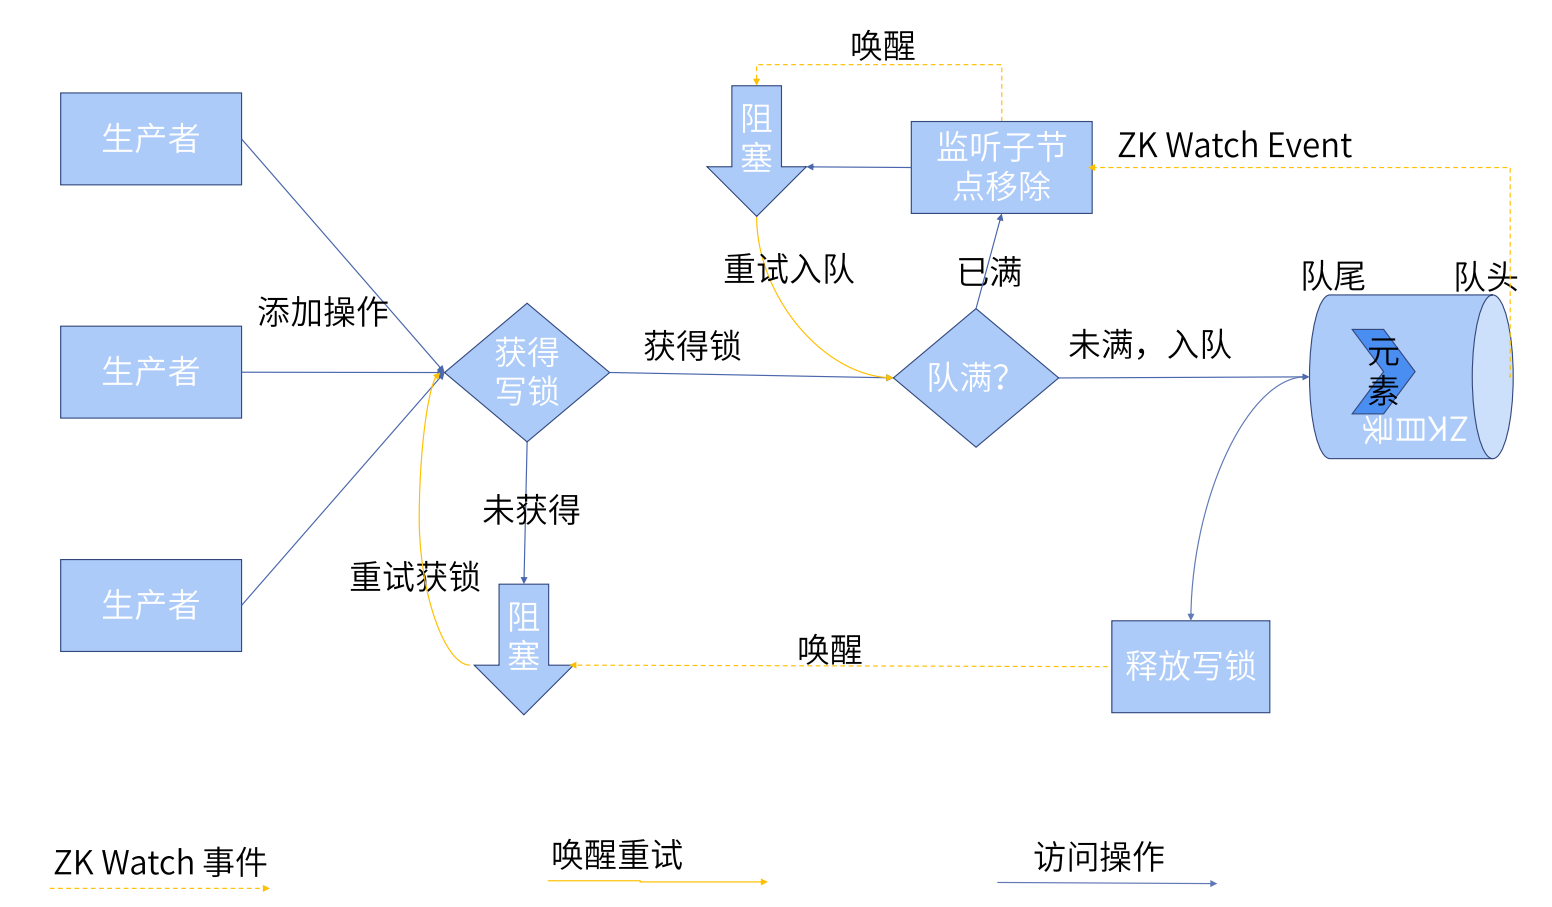 唤醒
阻
塞
监听子节
点移除
ZK Watch Event
生产者
重试入队
已满
队尾
队头
添加操作
生产者
获得
写锁
获得锁
队满?
未满，入队
元
素
ZK目录
未获得
重试获锁
生产者
阻
塞
唤醒
释放写锁
ZK Watch 事件
唤醒重试
访问操作